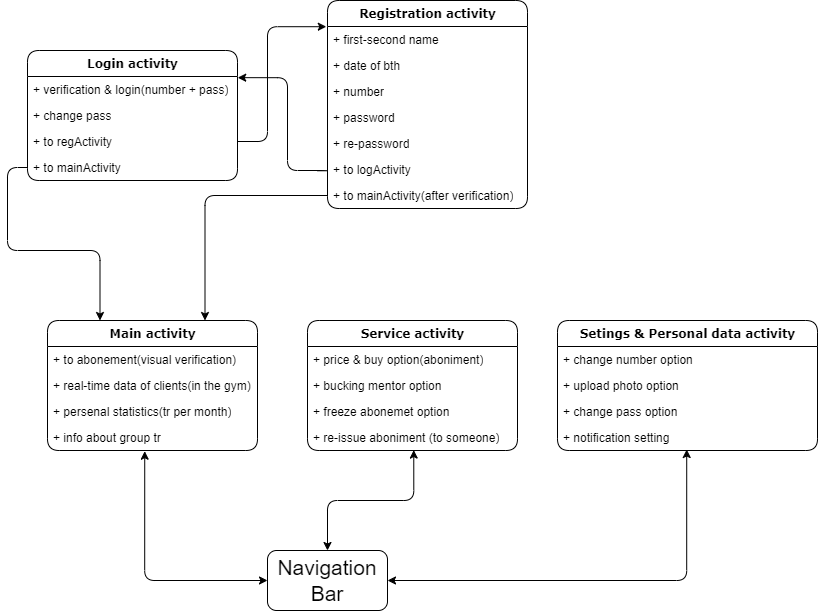 Registration activity
+ first-second name
+ date of bth
+ number
+ password
+ re-password
+ to logActivity
+ to mainActivity(after verification)
Login activity
+ verification & login(number + pass)
+ change pass
+ to regActivity
+ to mainActivity
Main activity
+ to abonement(visual verification)
+ real-time data of clients(in the gym)
+ persenal statistics(tr per month)
+ info about group tr
Service activity
+ price & buy option(aboniment)
+ bucking mentor option
+ freeze abonemet option
+ re-issue aboniment (to someone)
Setings & Personal data activity
+ change number option
+ upload photo option
+ change pass option
+ notification setting
Navigation
Bar